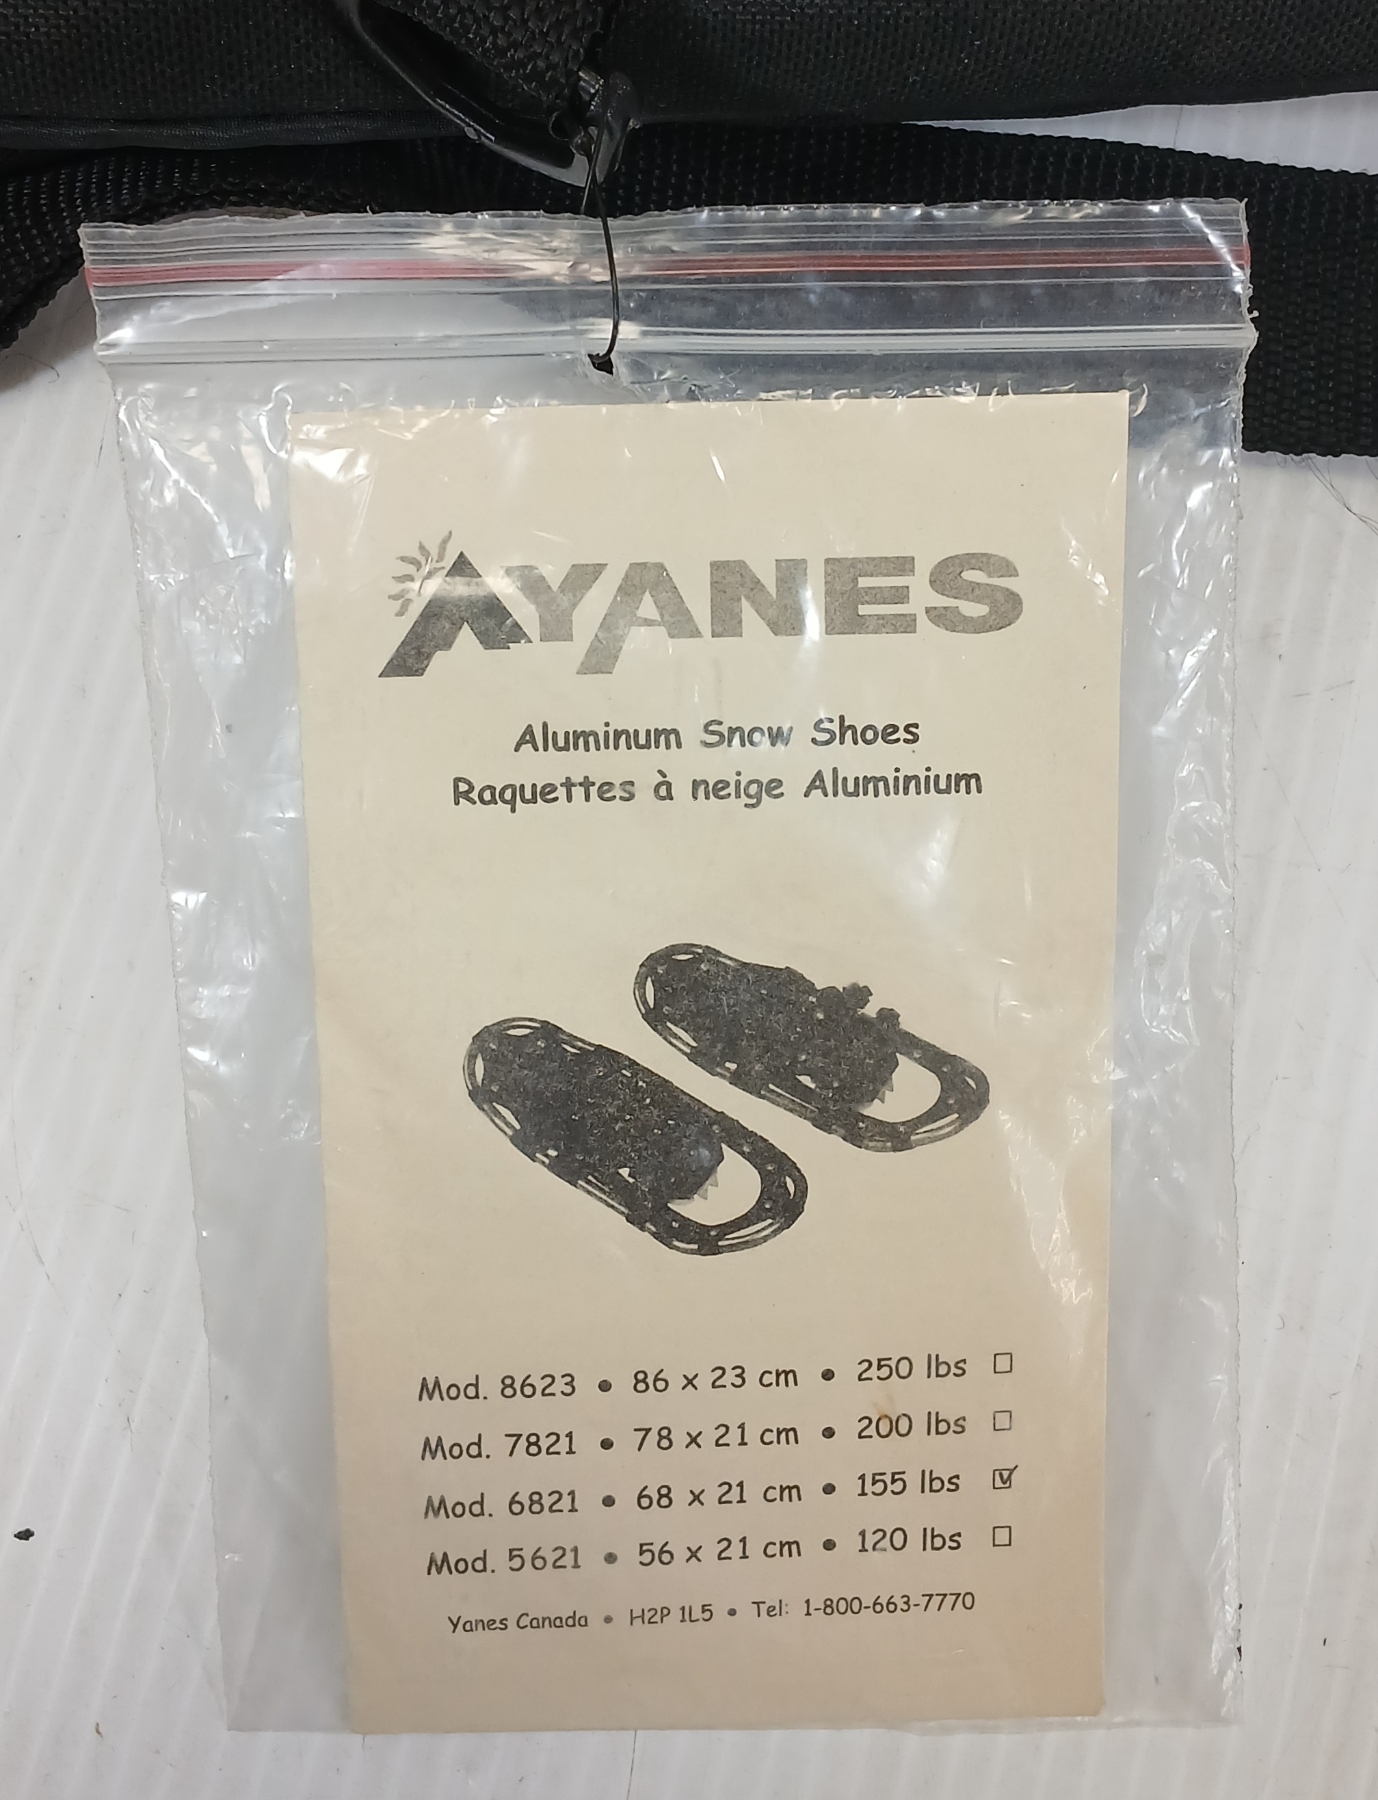 YANES
Aluminum Snow Shoes
Raquettes à neige Aluminium
Mod. 8623 • 86 x 23 cm • 250 lbs ☐
Mod. 7821 • 78 x 21 cm • 200 lbs ☐
Mod. 6821 • 68 x 21 cm • 155 lbs ☑
Mod. 5621 • 56 x 21 cm • 120 lbs ☐
Yanes Canada • H2P 1L5 • Tel: 1-800-663-7770